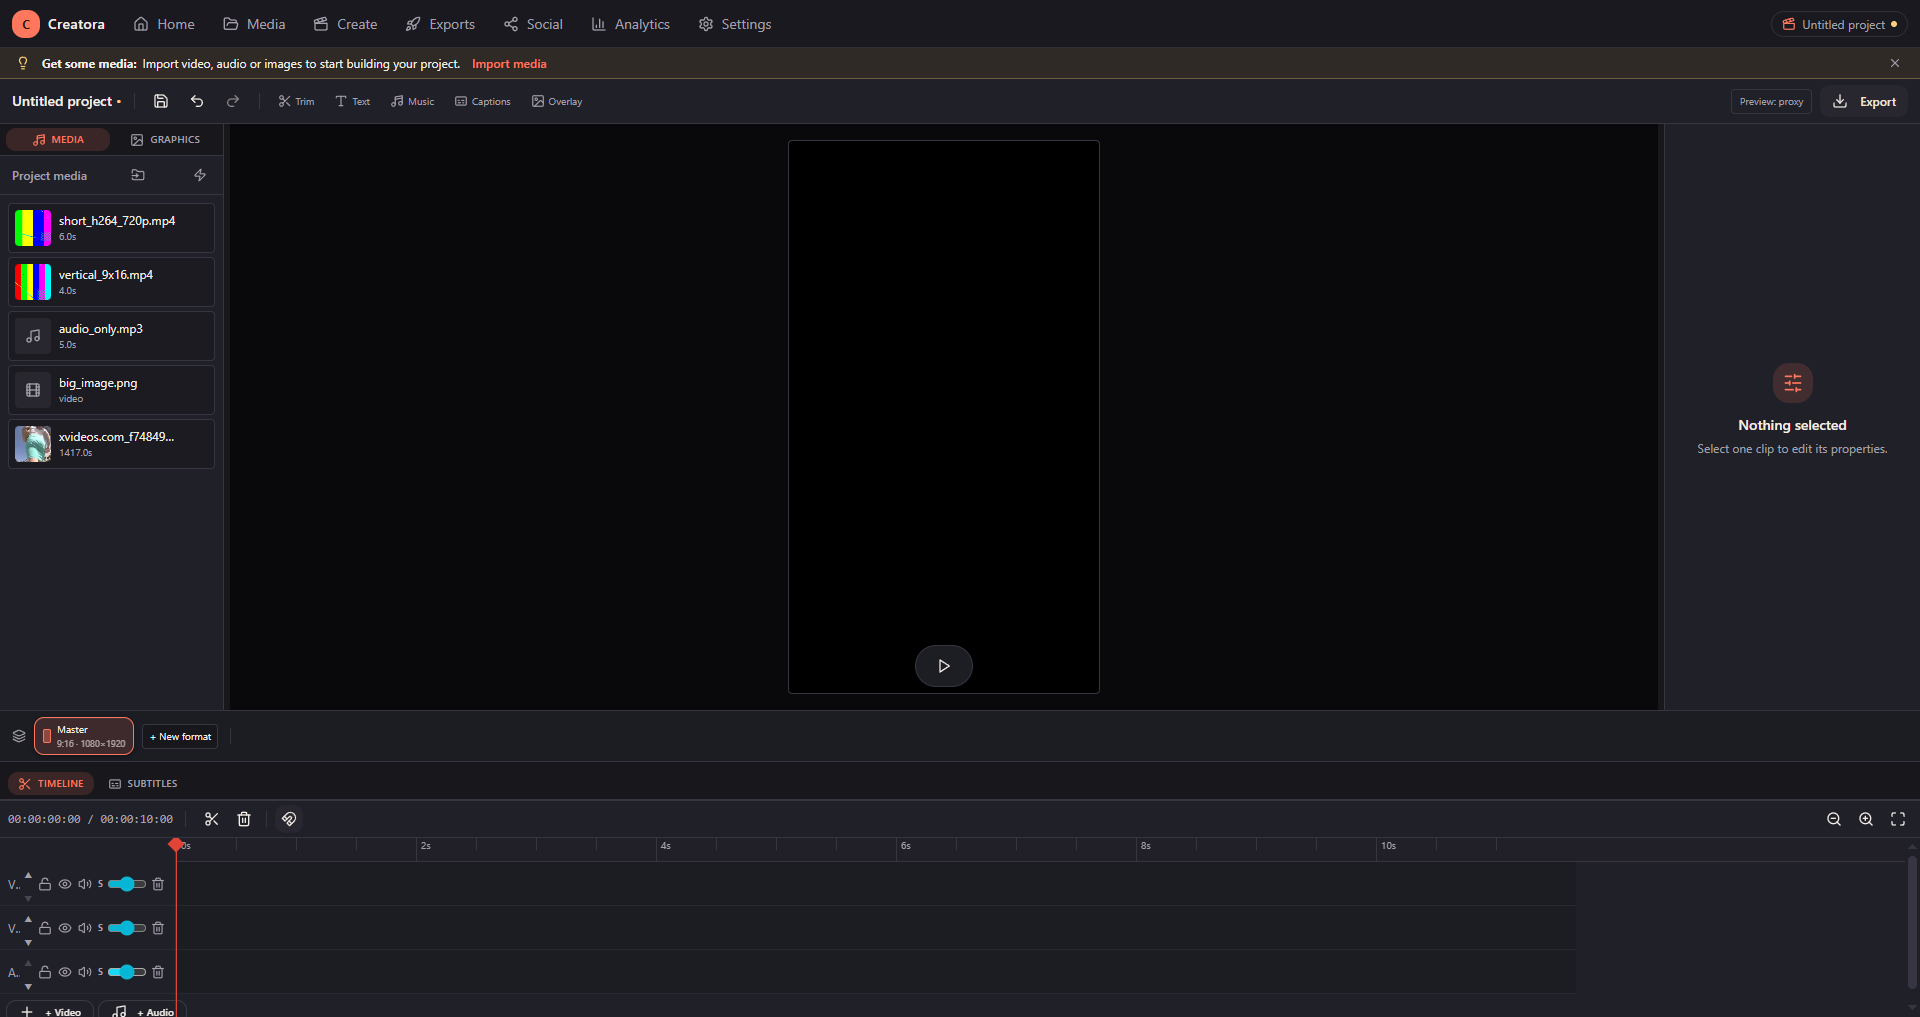 C Creatora Home Media Create Exports Social Analytics Settings Untitled project
Get some media: Import video, audio or images to start building your project. Import media
Untitled project • Trim Text Music Captions Overlay Preview: proxy Export
MEDIA GRAPHICS
Project media
short_h264_720p.mp4
6.0s
vertical_9x16.mp4
4.0s
audio_only.mp3
5.0s
big_image.png
video
xvideos.com_f74849...
1417.0s
Nothing selected
Select one clip to edit its properties.
Master
9:16 · 1080×1920
+ New format
TIMELINE SUBTITLES
00:00:00:00 / 00:00:10:00
0s 2s 4s 6s 8s 10s
V.. S
V.. S
A.. S
+ Video + Audio